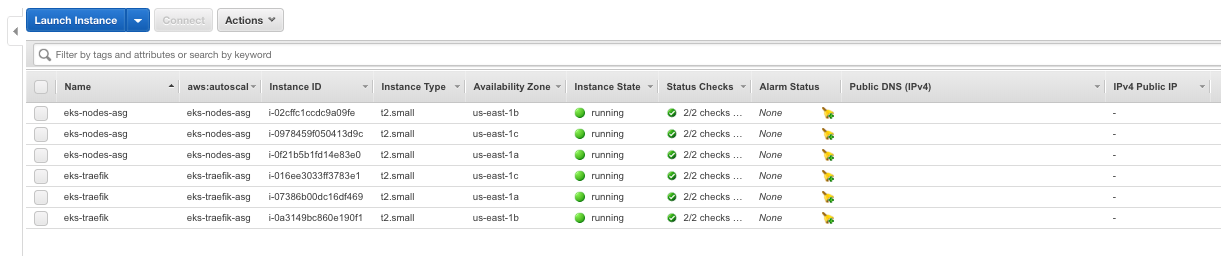 Launch Instance Connect Actions
Filter by tags and attributes or search by keyword
Name aws:autoscal Instance ID Instance Type Availability Zone Instance State Status Checks Alarm Status Public DNS (IPv4) IPv4 Public IP
eks-nodes-asg eks-nodes-asg i-02cffc1ccdc9a09fe t2.small us-east-1b running 2/2 checks ... None -
eks-nodes-asg eks-nodes-asg i-0978459f050413d9c t2.small us-east-1c running 2/2 checks ... None -
eks-nodes-asg eks-nodes-asg i-0f21b5b1fd14e83e0 t2.small us-east-1a running 2/2 checks ... None -
eks-traefik eks-traefik-asg i-016ee3033ff3783e1 t2.small us-east-1c running 2/2 checks ... None -
eks-traefik eks-traefik-asg i-07386b00dc16df469 t2.small us-east-1a running 2/2 checks ... None -
eks-traefik eks-traefik-asg i-0a3149bc860e190f1 t2.small us-east-1b running 2/2 checks ... None -